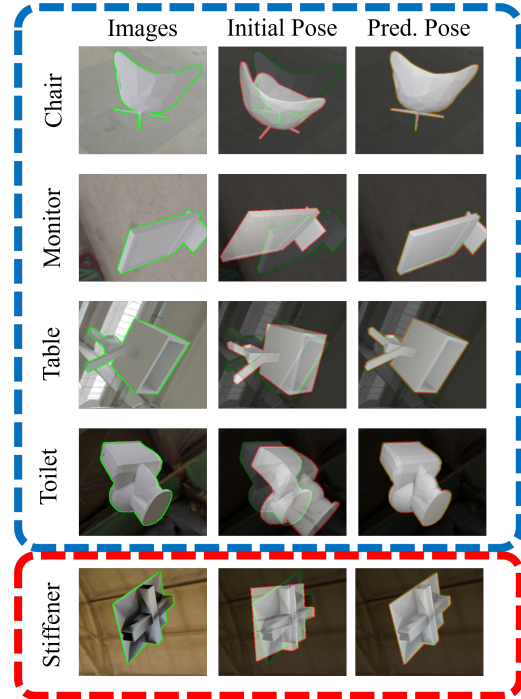 Images Initial Pose Pred. Pose
Chair
Monitor
Table
Toilet
Stiffener